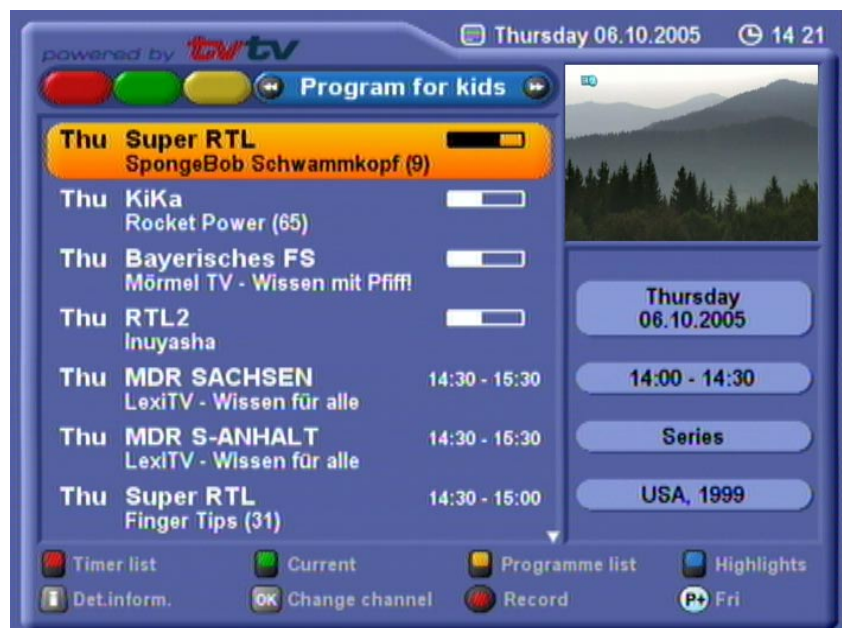 powered by tvtv
Thursday 06.10.2005
14 21
Program for kids
Thu Super RTL
SpongeBob Schwammkopf (9)
Thu KiKa
Rocket Power (65)
Thu Bayerisches FS
Mörmel TV - Wissen mit Pfiff!
Thu RTL2
Inuyasha
Thu MDR SACHSEN 14:30 - 15:30
LexiTV - Wissen für alle
Thu MDR S-ANHALT 14:30 - 15:30
LexiTV - Wissen für alle
Thu Super RTL 14:30 - 15:00
Finger Tips (31)
Thursday
06.10.2005
14:00 - 14:30
Series
USA, 1999
Timer list Current Programme list Highlights
i Det.inform. OK Change channel Record P+ Fri